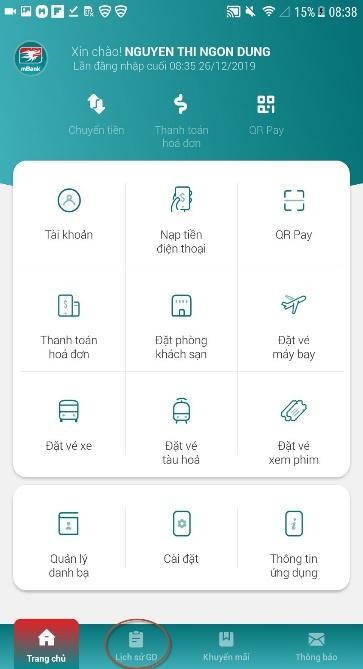 15% 08:38
Xin chào! NGUYEN THI NGON DUNG
Lần đăng nhập cuối 08:35 26/12/2019
mBank
Chuyển tiền
Thanh toán
hoá đơn
QR Pay
Tài khoản
Nạp tiền
điện thoại
QR Pay
Thanh toán
hoá đơn
Đặt phòng
khách sạn
Đặt vé
máy bay
Đặt vé xe
Đặt vé
tàu hoả
Đặt vé
xem phim
Quản lý
danh bạ
Cài đặt
Thông tin
ứng dụng
Trang chủ
Lịch sử GD
Khuyến mãi
Thông báo